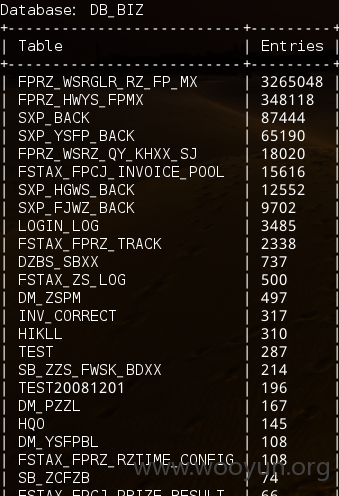 Database: DB_BIZ
+------------------------------+---------+
| Table | Entries |
+------------------------------+---------+
| FPRZ_WSRGLR_RZ_FP_MX | 3265048 |
| FPRZ_HWYS_FPMX | 348118 |
| SXP_BACK | 87444 |
| SXP_YSFP_BACK | 65190 |
| FPRZ_WSRZ_QY_KHXX_SJ | 18020 |
| FSTAX_FPCJ_INVOICE_POOL | 15616 |
| SXP_HGWS_BACK | 12552 |
| SXP_FJWZ_BACK | 9702 |
| LOGIN_LOG | 3485 |
| FSTAX_FPRZ_TRACK | 2338 |
| DZBS_SBXX | 737 |
| FSTAX_ZS_LOG | 500 |
| DM_ZSPM | 497 |
| INV_CORRECT | 317 |
| HIKLL | 310 |
| TEST | 287 |
| SB_ZZS_FWSK_BDXX | 214 |
| TEST20081201 | 196 |
| DM_PZZL | 167 |
| HQO | 145 |
| DM_YSFPBL | 108 |
| FSTAX_FPRZ_RZTIME_CONFIG | 108 |
www.wooyun.org
| SB_ZCFZB | 74 |
| FSTAX_FPCJ_PRIZE_RESULT | 66 |